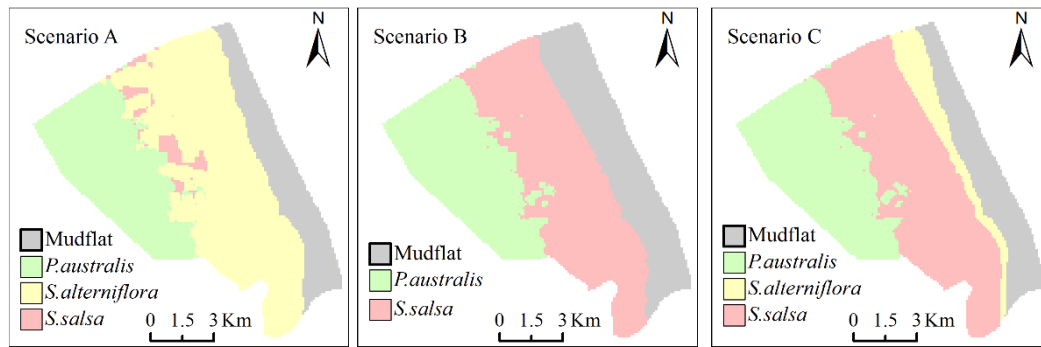 Scenario A
N
Mudflat
P.australis
S.alterniflora
S.salsa
0 1.5 3 Km
Scenario B
N
Mudflat
P.australis
S.salsa
0 1.5 3 Km
Scenario C
N
Mudflat
P.australis
S.alterniflora
S.salsa
0 1.5 3 Km